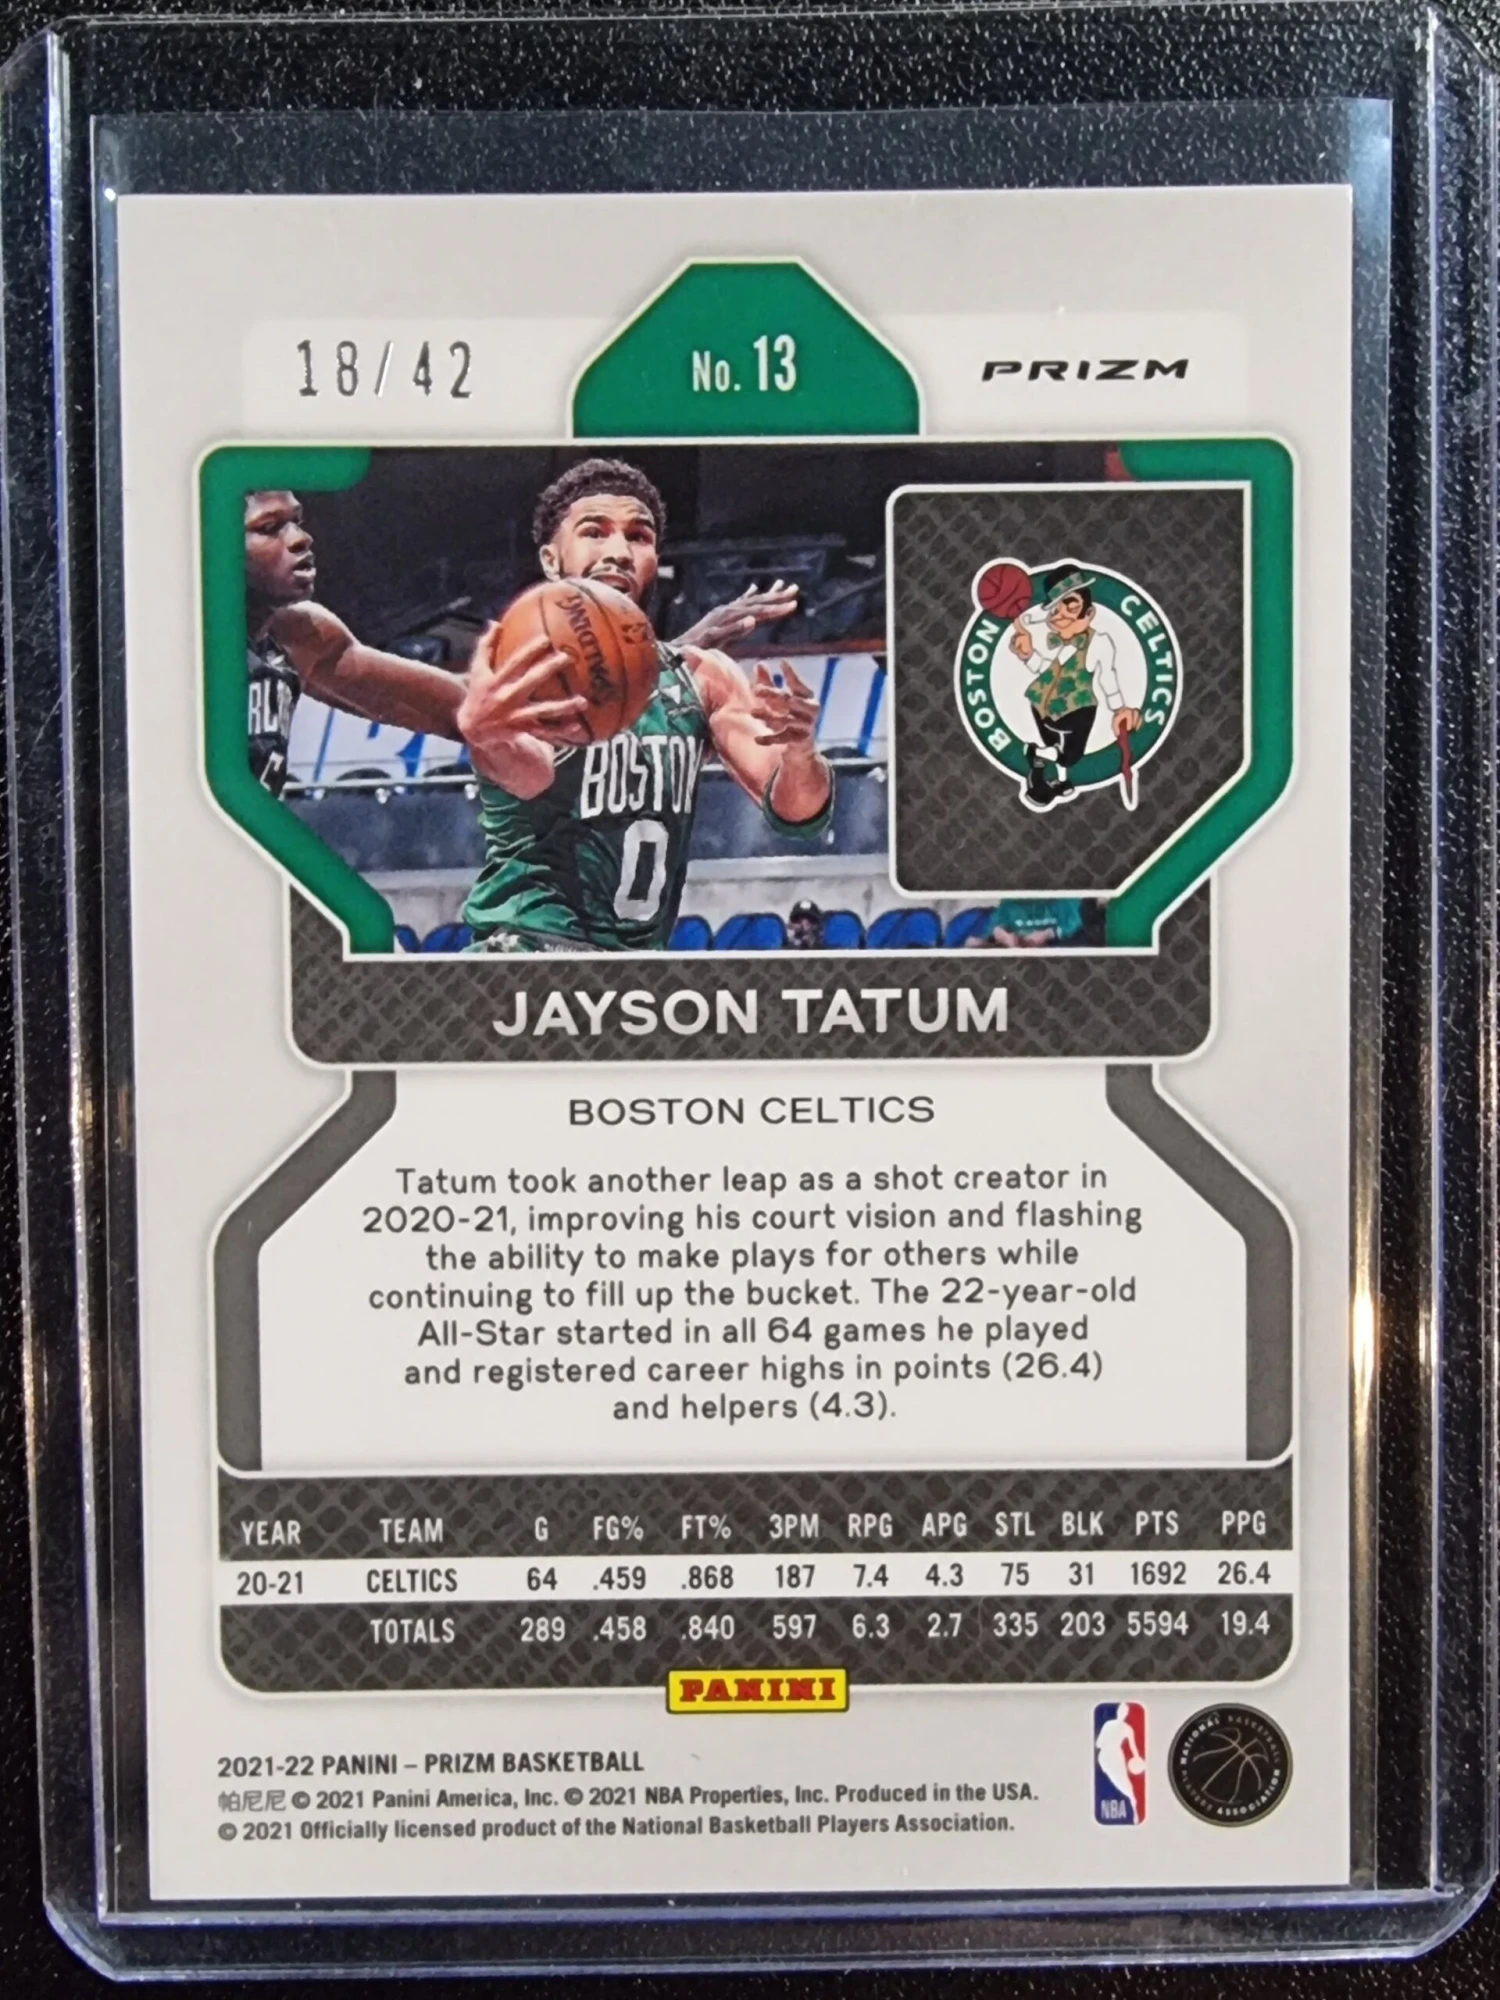 18/42
No. 13
PRIZM
SPALDING
BOSTON
0
BOSTON CELTICS
JAYSON TATUM
BOSTON CELTICS
Tatum took another leap as a shot creator in
2020-21, improving his court vision and flashing
the ability to make plays for others while
continuing to fill up the bucket. The 22-year-old
All-Star started in all 64 games he played
and registered career highs in points (26.4)
and helpers (4.3).
YEAR TEAM G FG% FT% 3PM RPG APG STL BLK PTS PPG
20-21 CELTICS 64 .459 .868 187 7.4 4.3 75 31 1692 26.4
TOTALS 289 .458 .840 597 6.3 2.7 335 203 5594 19.4
PANINI
2021-22 PANINI – PRIZM BASKETBALL
帕尼尼 © 2021 Panini America, Inc. © 2021 NBA Properties, Inc. Produced in the USA.
© 2021 Officially licensed product of the National Basketball Players Association.
NBA
NATIONAL BASKETBALL
PLAYERS ASSOCIATION